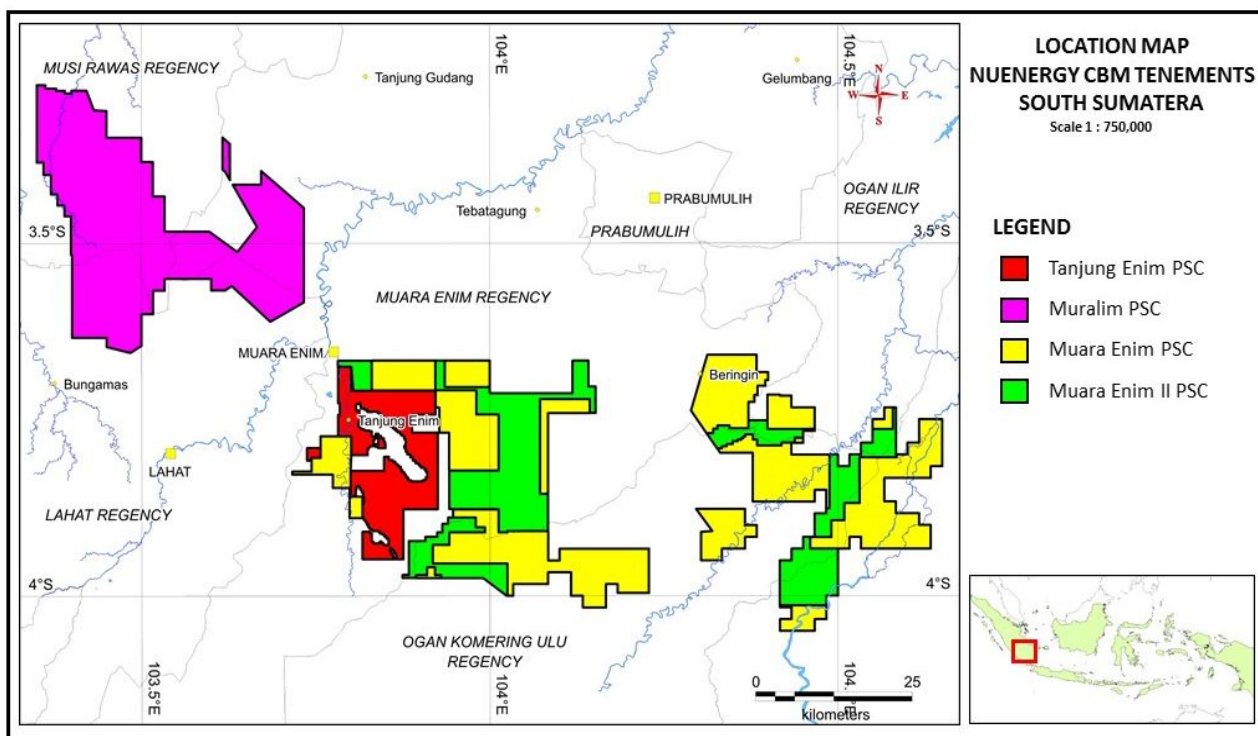 LOCATION MAP
NUENERGY CBM TENEMENTS
SOUTH SUMATERA
Scale 1 : 750,000
LEGEND
Tanjung Enim PSC
Muralim PSC
Muara Enim PSC
Muara Enim II PSC
104°E
104.5°E
N
W E
S
MUSI RAWAS REGENCY
Tanjung Gudang
Gelumbang
OGAN ILIR
REGENCY
PRABUMULIH
Tebatagung
PRABUMULIH
3.5°S
3.5°S
MUARA ENIM REGENCY
MUARA ENIM
Bungamas
Beringin
Tanjung Enim
LAHAT
LAHAT REGENCY
4°S
4°S
OGAN KOMERING ULU
REGENCY
0 25
kilometers
103.5°E
104°E